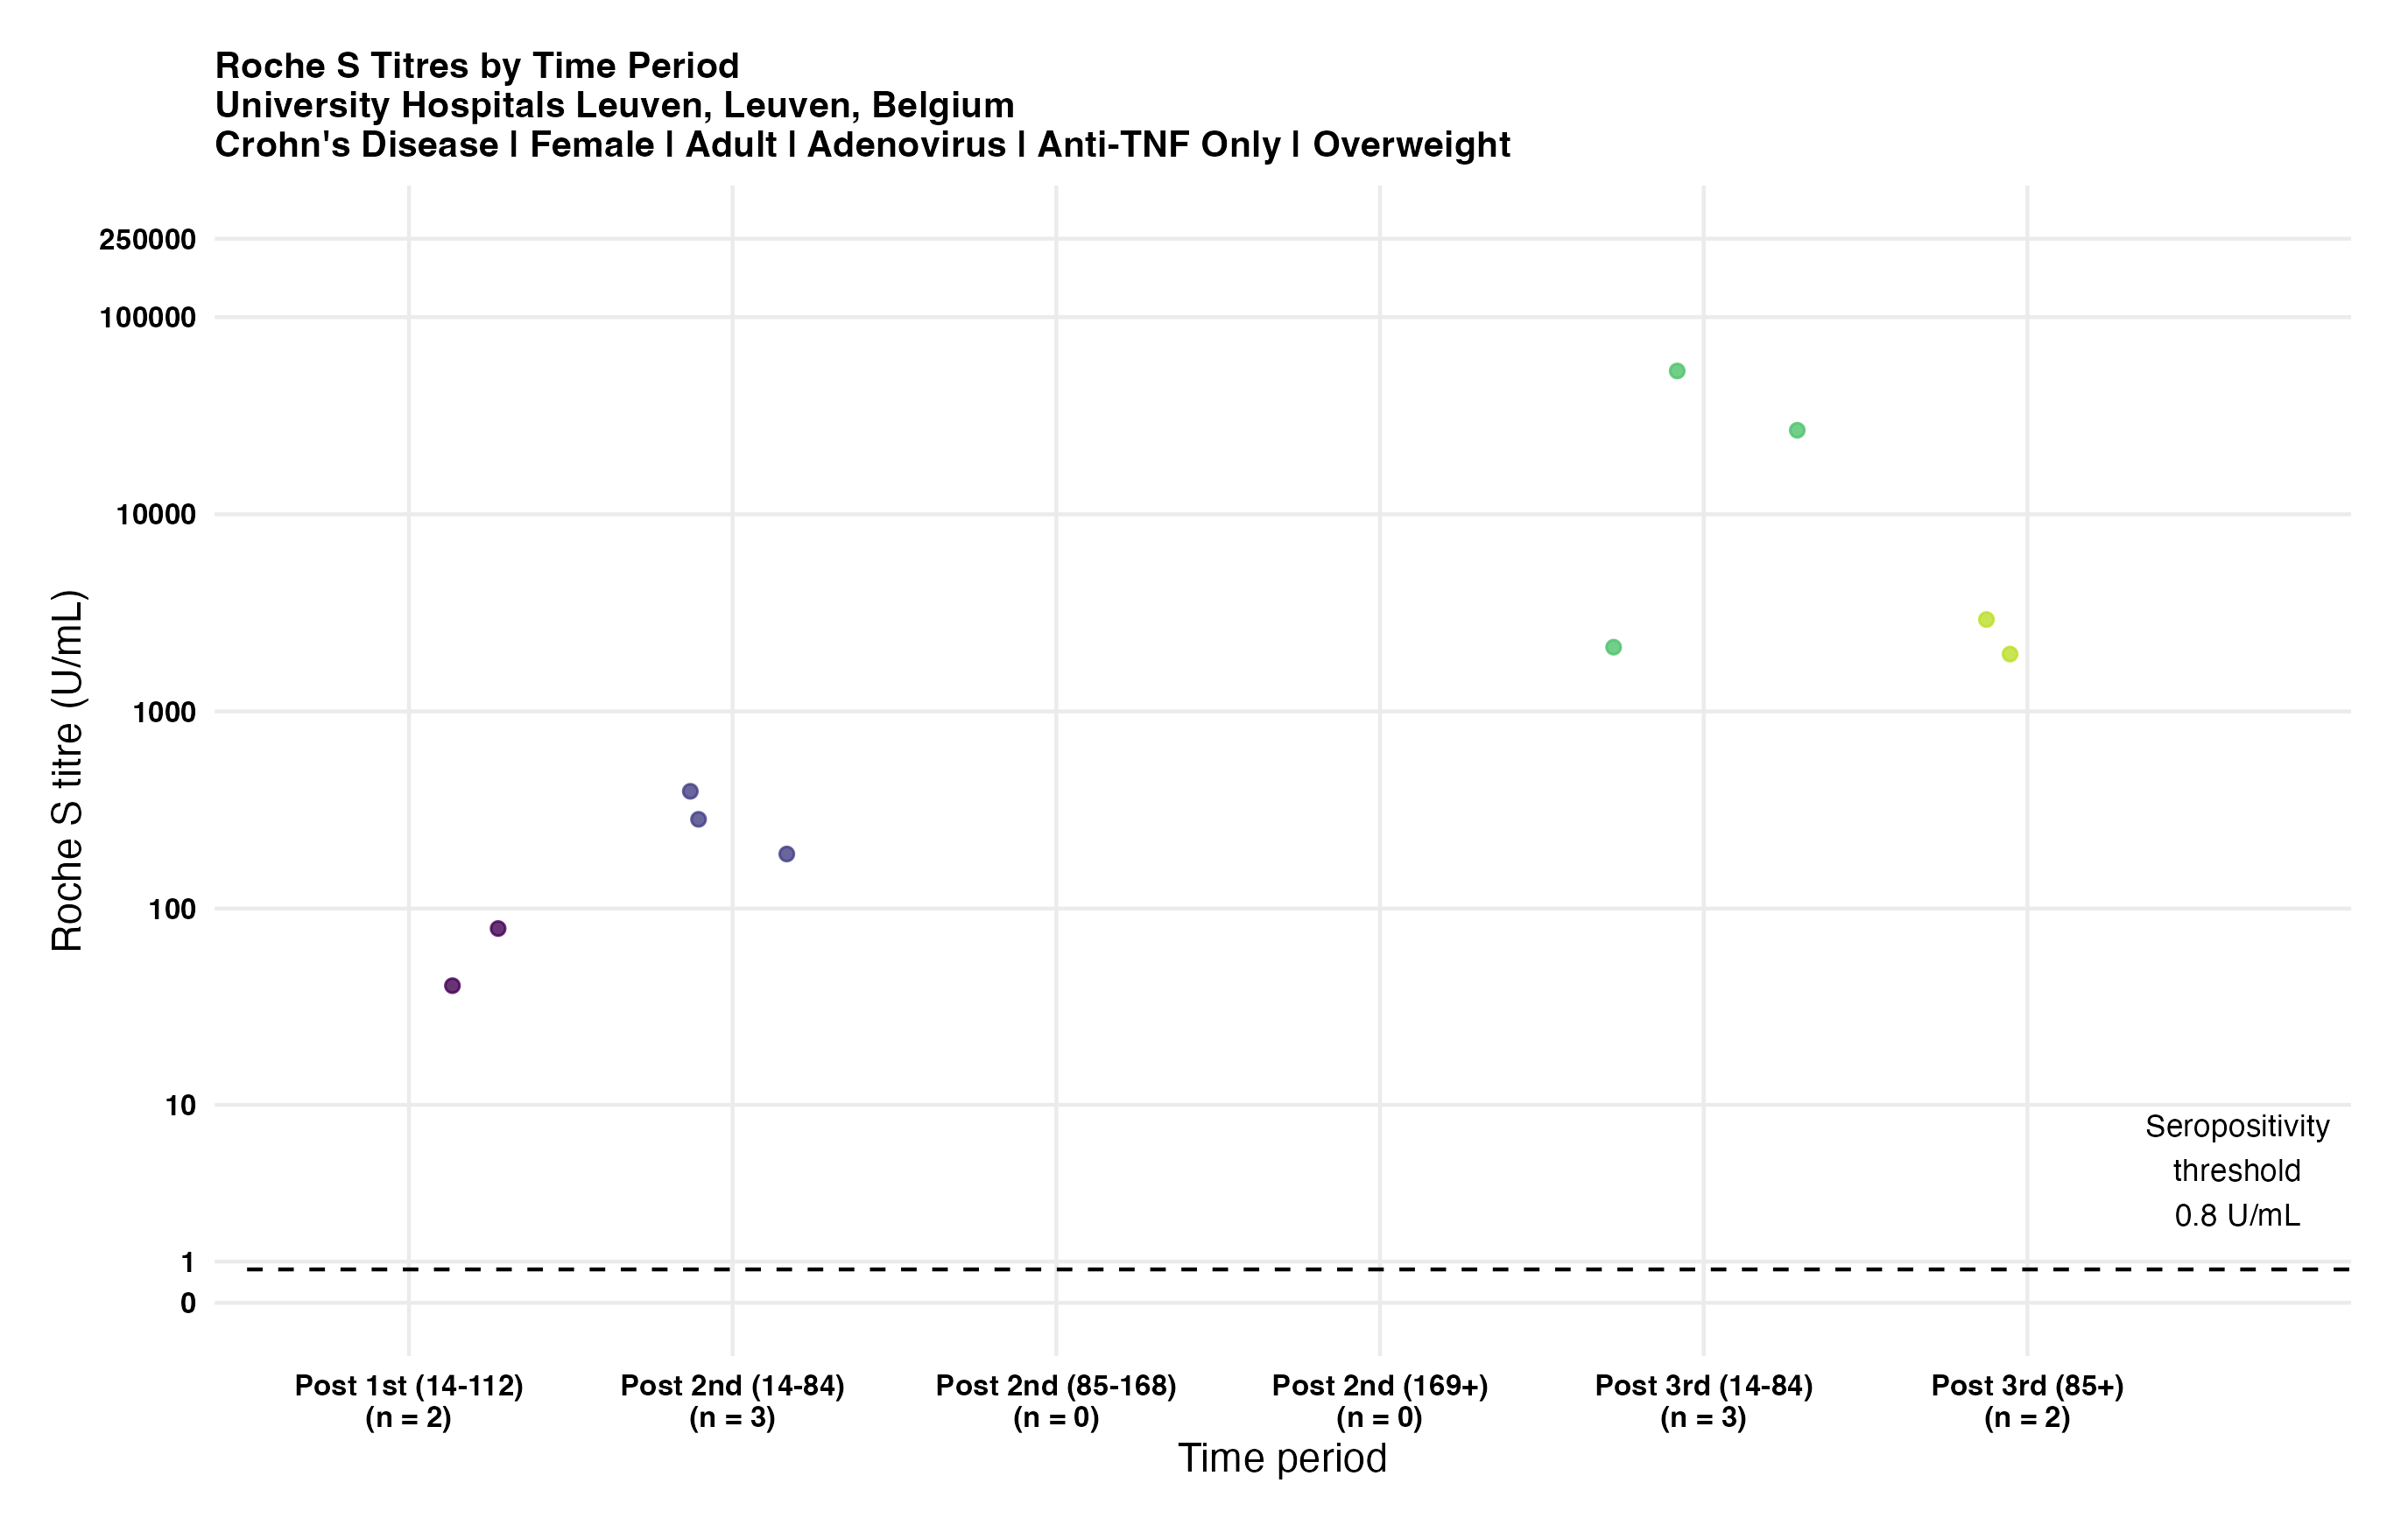 Roche S Titres by Time Period
University Hospitals Leuven, Leuven, Belgium
Crohn's Disease | Female | Adult | Adenovirus | Anti-TNF Only | Overweight
Roche S titre (U/mL)
250000
100000
10000
1000
100
10
1
0
Seropositivity
threshold
0.8 U/mL
Post 1st (14-112)
(n = 2)
Post 2nd (14-84)
(n = 3)
Post 2nd (85-168)
(n = 0)
Post 2nd (169+)
(n = 0)
Post 3rd (14-84)
(n = 3)
Post 3rd (85+)
(n = 2)
Time period